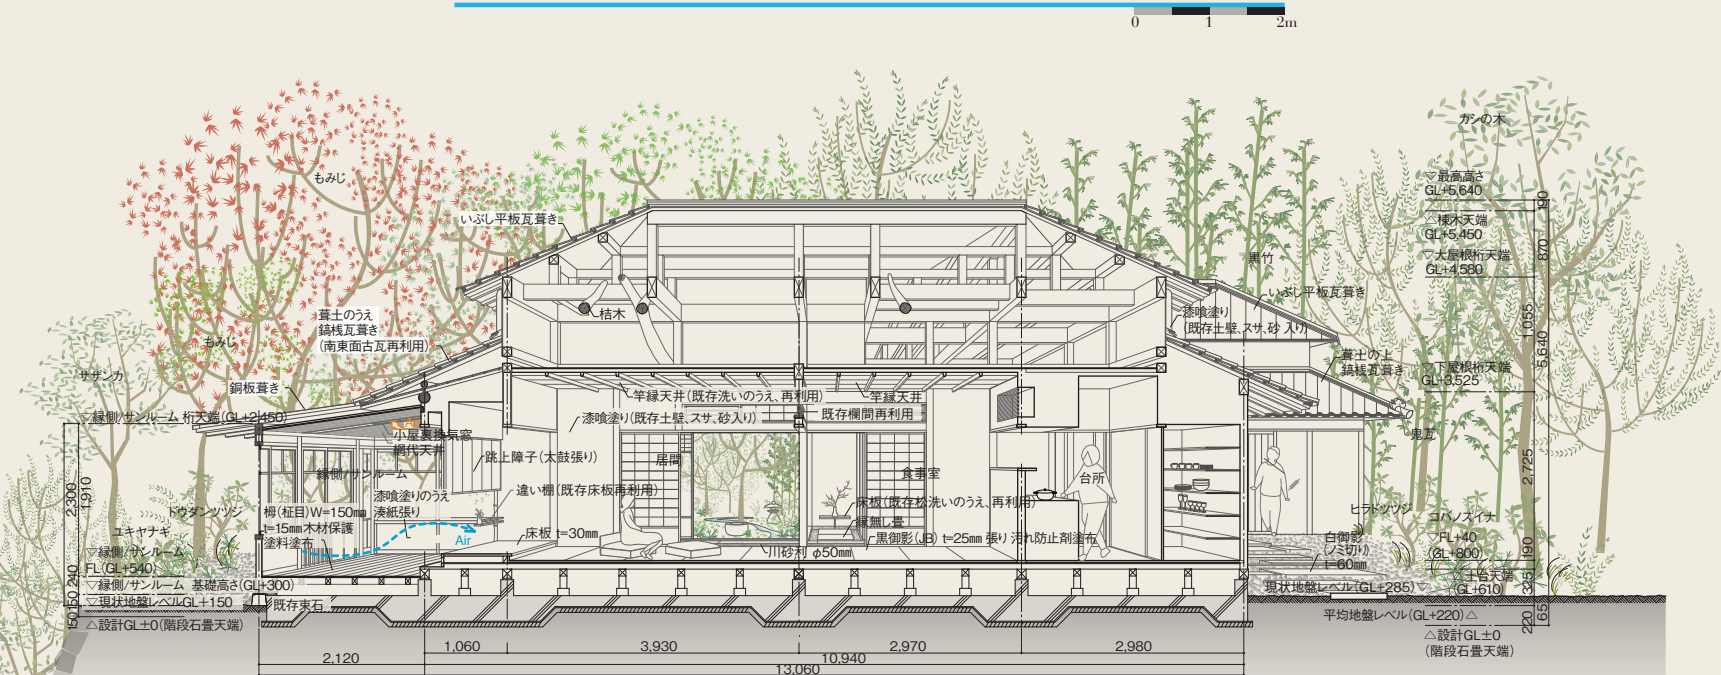 0 1 2m
カシの木
もみじ
▽最高高さ
GL+5,640
190
いぶし平板瓦葺き
△棟木天端
GL+5,450
870
▽大屋根桁天端
GL+4,580
黒竹
いぶし平板瓦葺き
桔木
漆喰塗り
(既存土壁、スサ、砂 入り)
葺土のうえ
鎬桟瓦葺き
(南東面古瓦再利用)
もみじ
1,055
5,640
葺土の上
鎬桟瓦葺き
▽下屋根桁天端
GL+3,525
サザンカ
銅板葺き
竿縁天井(既存洗いのうえ、再利用)
竿縁天井
▽縁側/サンルーム 桁天端(GL+2,450)
漆喰塗り(既存土壁、スサ、砂入り)
既存欄間再利用
小屋裏換気窓
網代天井
鬼瓦
跳上障子(太鼓張り)
居間
食事室
台所
縁側/サンルーム
2,725
2,300
1,910
漆喰塗りのうえ
湊紙張り
違い棚(既存床板再利用)
床板(既存松洗いのうえ、再利用)
栂(柾目)W=150mm
t=15mm木材保護
塗料塗布
ドウダンツツジ
ユキヤナギ
縁無し畳
ヒラドツツジ
コバノズイナ
Air
床板 t=30mm
黒御影(JB) t=25mm 張り 汚れ防止剤塗布
川砂利 φ50mm
白御影
(ノミ切り)
t=60mm
FL+40
(GL+800)
190
▽縁側/サンルーム
FL(GL+540)
240
▽縁側/サンルーム 基礎高さ(GL+300)
現状地盤レベル(GL+285)▽
△土台天端
(GL+610)
325
150
▽現状地盤レベルGL+150
既存束石
平均地盤レベル(GL+220)△
65
150
△設計GL±0(階段石畳天端)
220
△設計GL±0
(階段石畳天端)
1,060 3,930 2,970 2,980
2,120 10,940
13,060